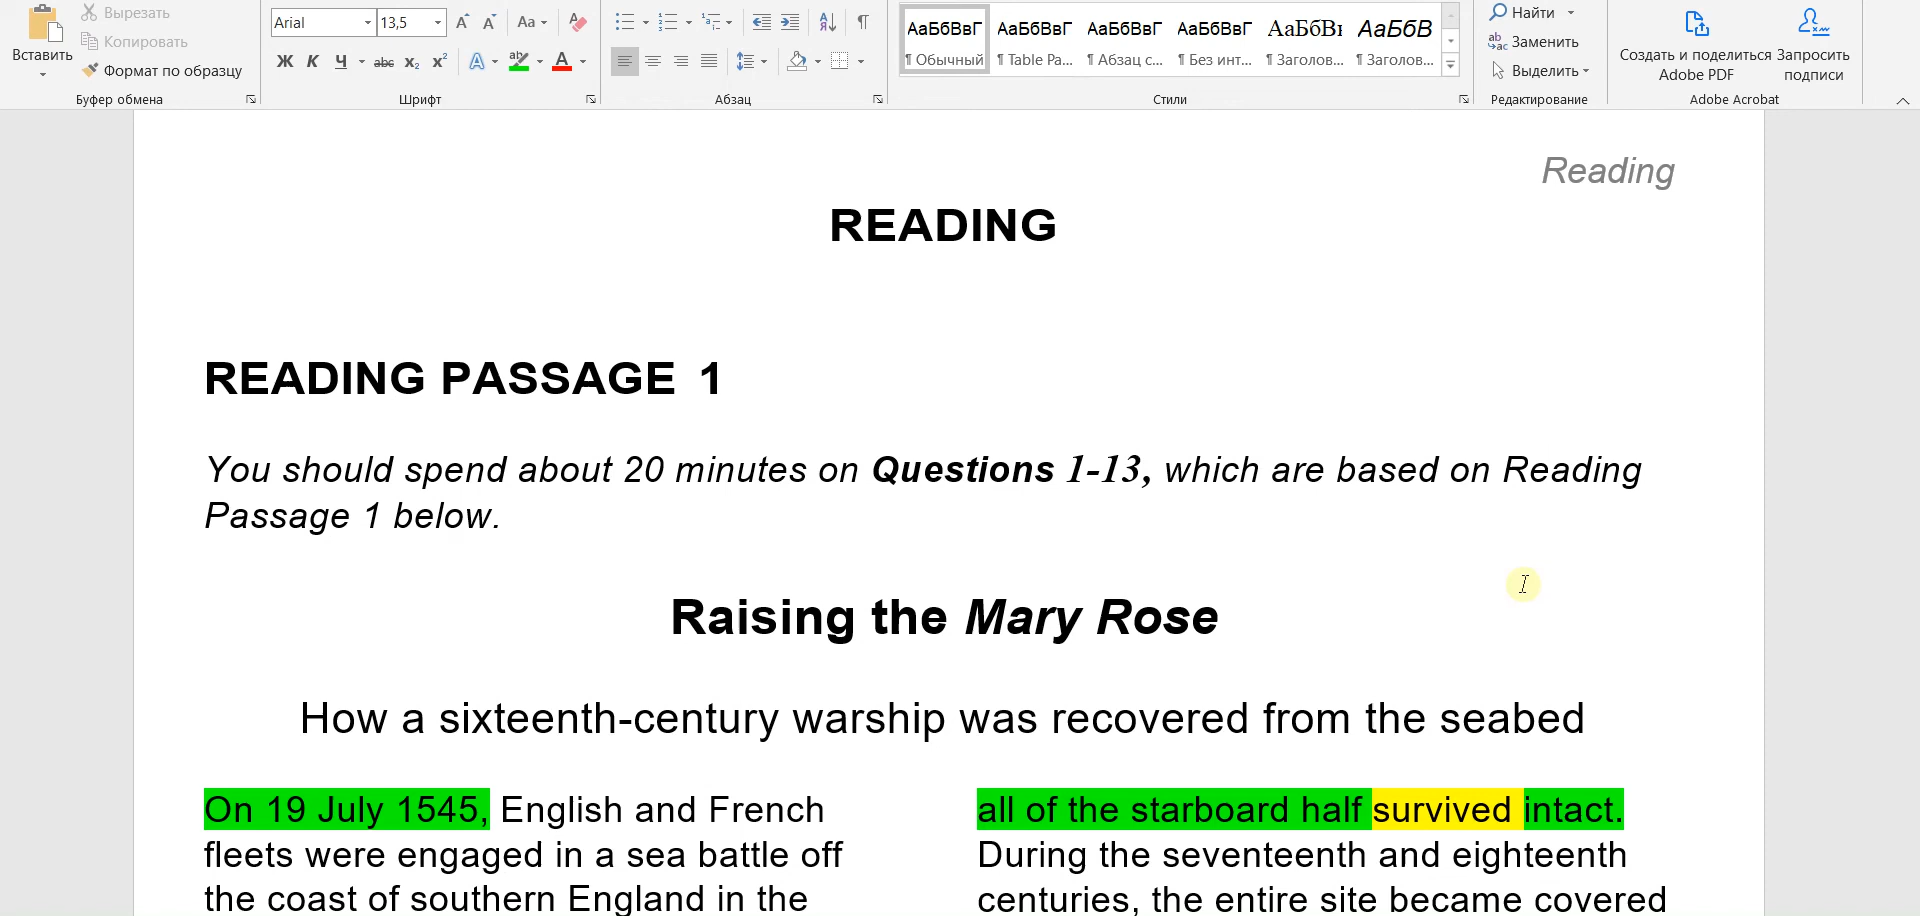 Вставить
Вырезать
Копировать
Формат по образцу
Буфер обмена
Arial
13,5
Aa
Ж К Ч abc x₂ x²
A ab A
Шрифт
Абзац
АаБбВвГ АаБбВвГ АаБбВвГ АаБбВвГ АаБбВı АаБбВ
¶ Обычный ¶ Table Pa... ¶ Абзац с... ¶ Без инт... ¶ Заголов... ¶ Заголов...
Стили
Найти
Заменить
Выделить
Редактирование
Создать и поделиться
Adobe PDF
Запросить
подписи
Adobe Acrobat
Reading
READING
READING PASSAGE 1
You should spend about 20 minutes on Questions 1-13, which are based on Reading
Passage 1 below.
Raising the Mary Rose
How a sixteenth-century warship was recovered from the seabed
On 19 July 1545, English and French
fleets were engaged in a sea battle off
the coast of southern England in the
all of the starboard half survived intact.
During the seventeenth and eighteenth
centuries, the entire site became covered